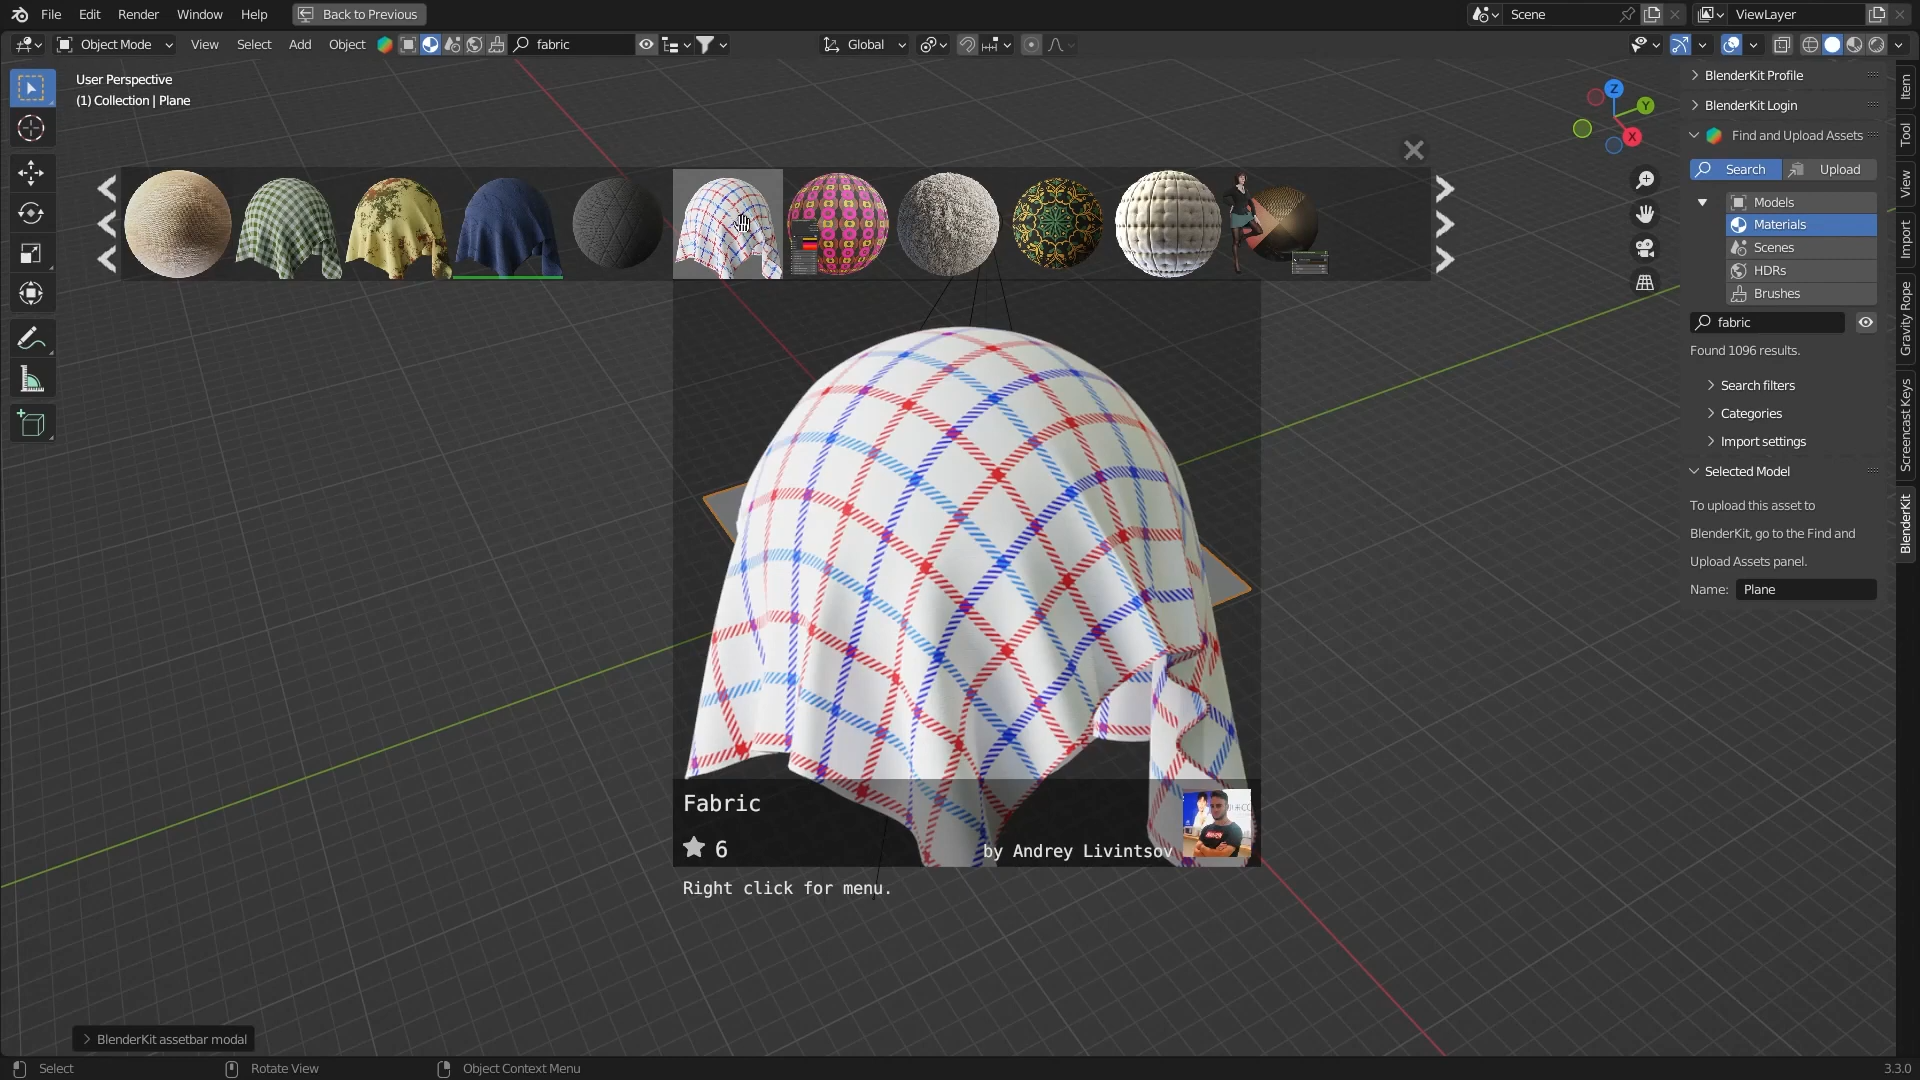 File Edit Render Window Help Back to Previous Scene ViewLayer
Object Mode View Select Add Object fabric Global
User Perspective
(1) Collection | Plane
Z
Y
X
BlenderKit Profile
BlenderKit Login
Find and Upload Assets
Search Upload
Models
Materials
Scenes
HDRs
Brushes
fabric
Found 1096 results.
Search filters
Categories
Import settings
Selected Model
To upload this asset to
BlenderKit, go to the Find and
Upload Assets panel.
Name: Plane
Item
Tool
View
Import
Gravity Rope
Screencast Keys
BlenderKit
Fabric
6
by Andrey Livintsov
Right click for menu.
BlenderKit assetbar modal
Select Rotate View Object Context Menu 3.3.0